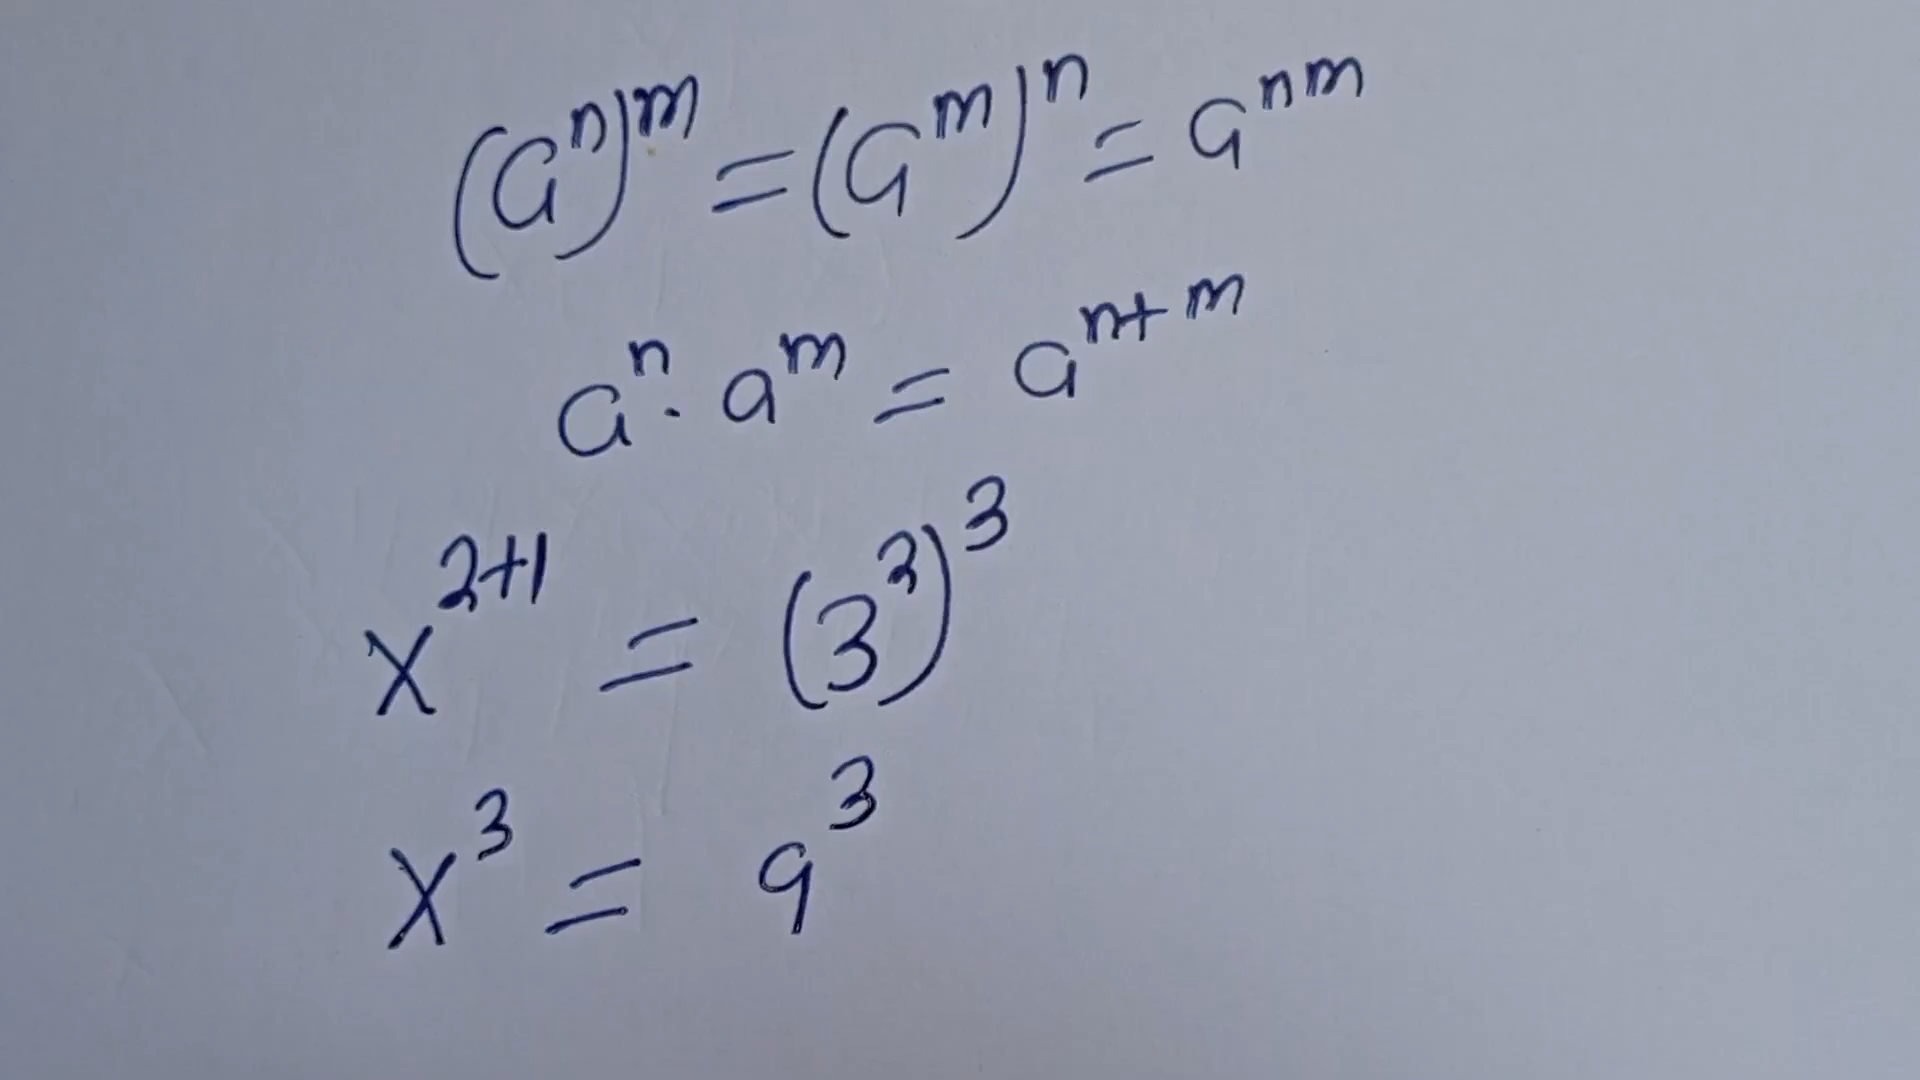 (a^n)^m = (a^m)^n = a^{nm}
a^n · a^m = a^{n+m}
x^{2+1} = (3^2)^3
x^3 = 9^3